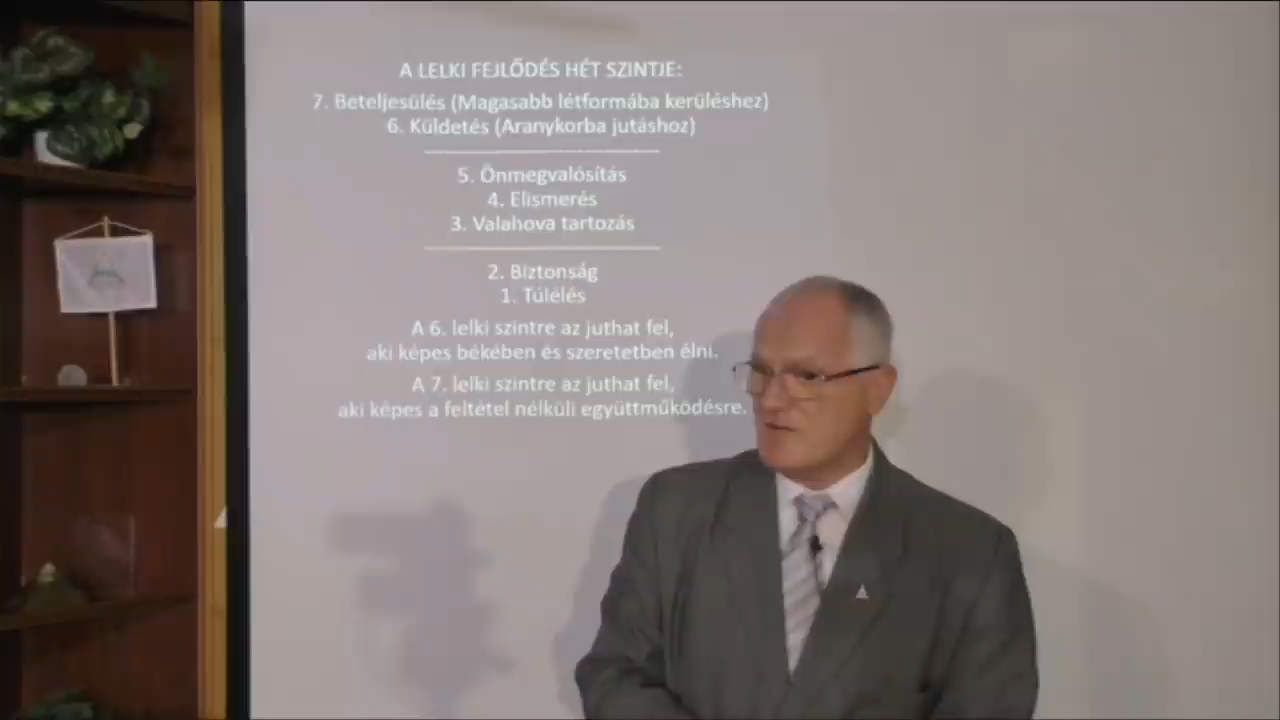 A LELKI FEJLŐDÉS HÉT SZINTJE:
7. Beteljesülés (Magasabb létformába kerüléshez)
6. Küldetés (Aranykorba jutáshoz)
5. Önmegvalósítás
4. Elismerés
3. Valahova tartozás
2. Biztonság
1. Túlélés
A 6. lelki szintre az juthat fel,
aki képes békében és szeretetben élni.
A 7. lelki szintre az juthat fel,
aki képes a feltétel nélküli együttműködésre.